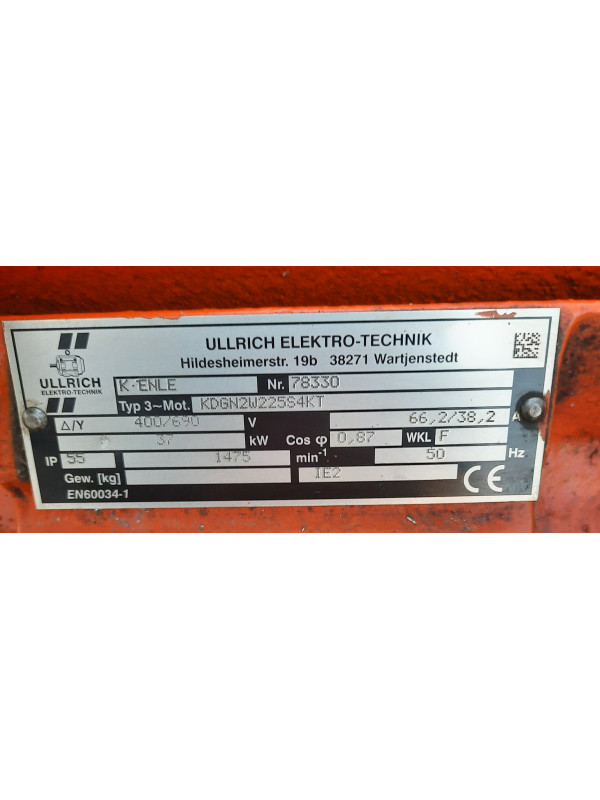 ULLRICH ELEKTRO-TECHNIK
Hildesheimerstr. 19b 38271 Wartjenstedt
ULLRICH
ELEKTRO-TECHNIK
K-ENLE Nr. 78330
Typ 3~Mot. KDGN2W225S4KT
Δ/Y 400/690 V 66,2/38,2 A
37 kW Cos φ 0,87 WKL F
IP 55 1475 min-1 50 Hz
Gew. [kg] IE2
EN60034-1 CE